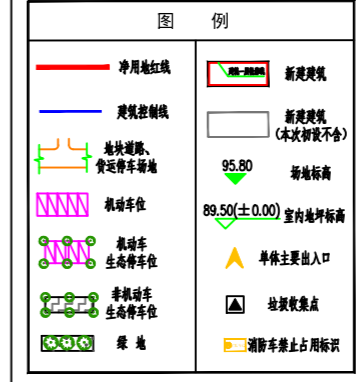 图 例
净用地红线
建筑控制线
地块道路、
货运停车场地
机动车位
机动车
生态停车位
非机动车
生态停车位
绿 地
新建建筑
新建建筑
(本次初设不含)
95.80 场地标高
89.50(±0.00) 室内地坪标高
单体主要出入口
垃圾收集点
消防车禁止占用标识